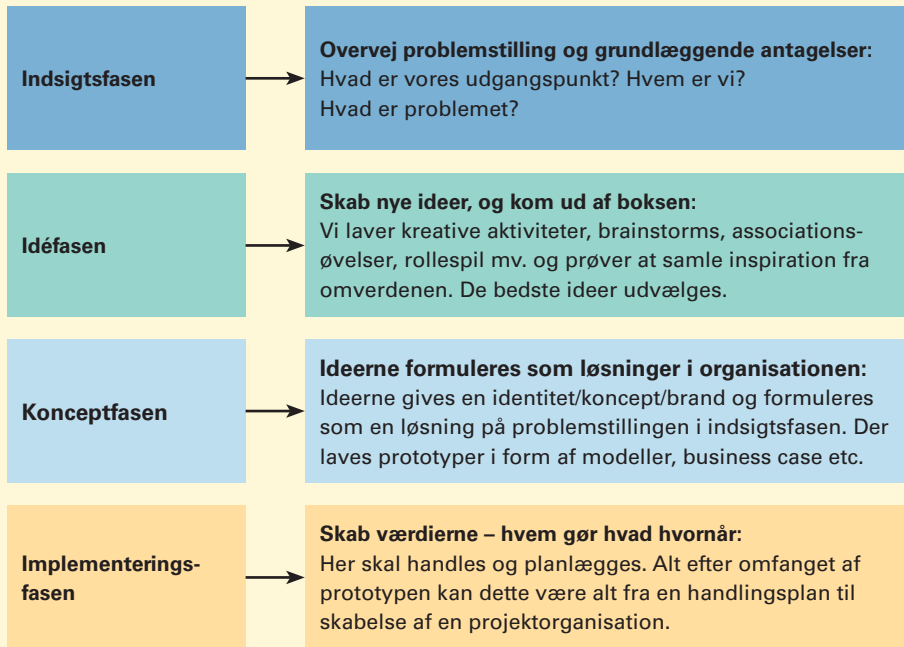 Indsigtsfasen
Overvej problemstilling og grundlæggende antagelser:
Hvad er vores udgangspunkt? Hvem er vi?
Hvad er problemet?
Idéfasen
Skab nye ideer, og kom ud af boksen:
Vi laver kreative aktiviteter, brainstorms, associations-
øvelser, rollespil mv. og prøver at samle inspiration fra
omverdenen. De bedste ideer udvælges.
Konceptfasen
Ideerne formuleres som løsninger i organisationen:
Ideerne gives en identitet/koncept/brand og formuleres
som en løsning på problemstillingen i indsigtsfasen. Der
laves prototyper i form af modeller, business case etc.
Implementerings-
fasen
Skab værdierne – hvem gør hvad hvornår:
Her skal handles og planlægges. Alt efter omfanget af
prototypen kan dette være alt fra en handlingsplan til
skabelse af en projektorganisation.